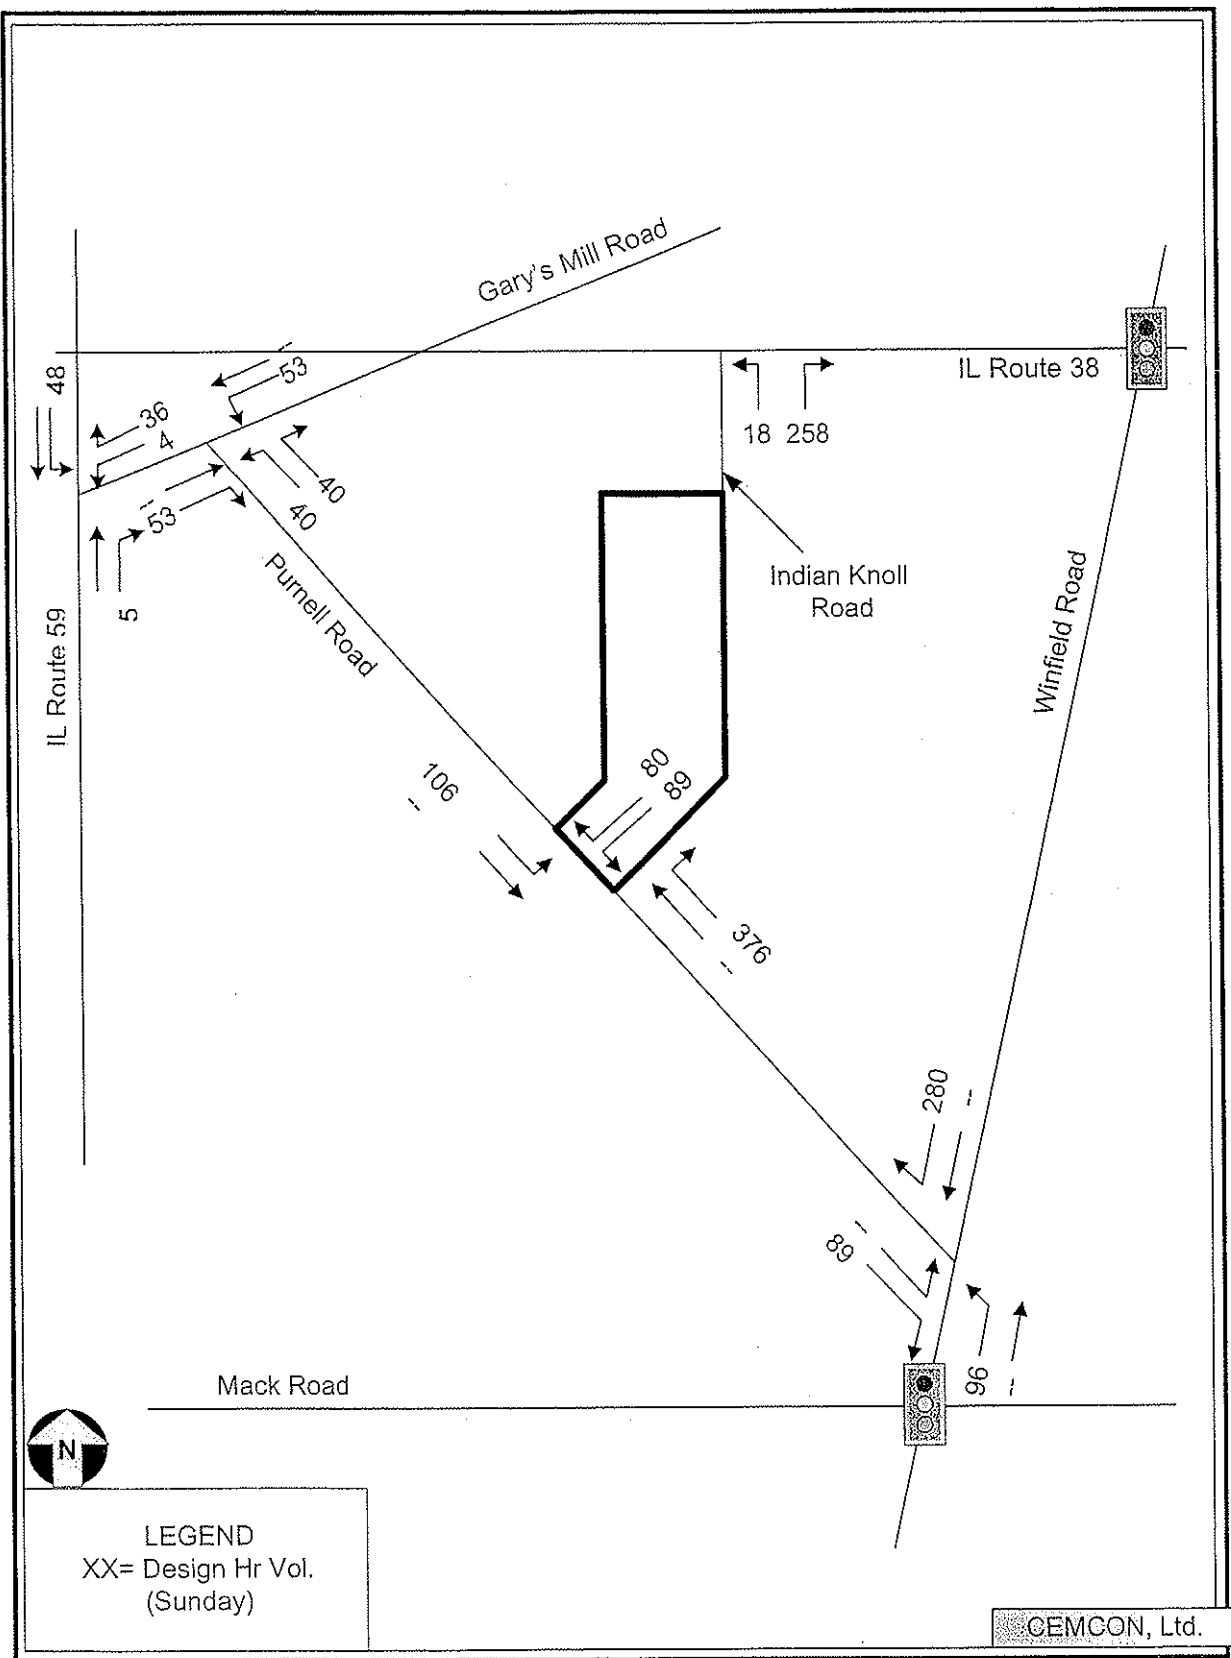 Gary's Mill Road
IL Route 38
48
--
53
36
4
--
53
40
40
5
18 258
Indian Knoll
Road
IL Route 59
Purnell Road
Winfield Road
106
--
80
89
376
--
280
--
--
89
96
--
Mack Road
N
LEGEND
XX= Design Hr Vol.
(Sunday)
CEMCON, Ltd.